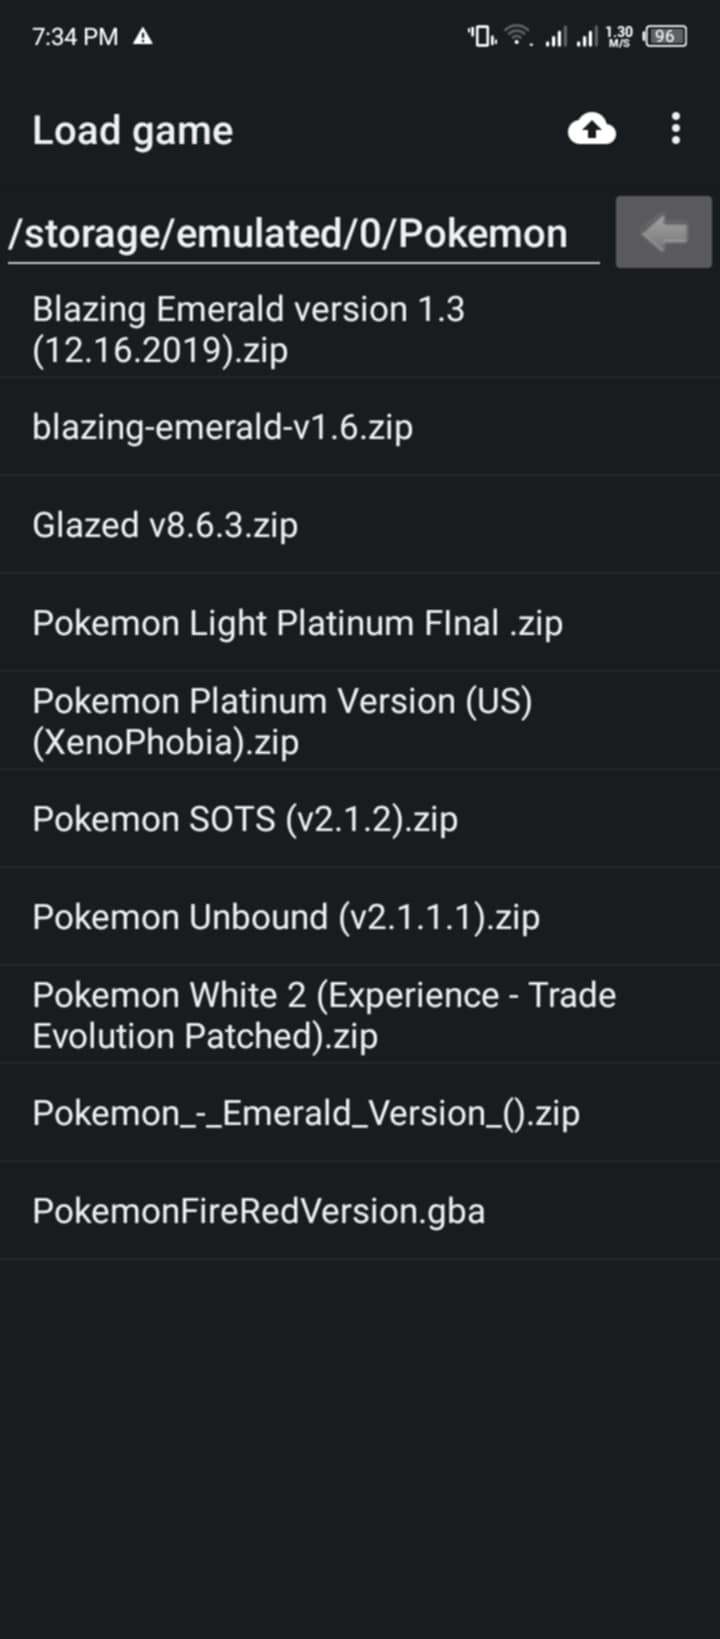 7:34 PM
1.30
M/S
96
Load game
/storage/emulated/0/Pokemon
Blazing Emerald version 1.3
(12.16.2019).zip
blazing-emerald-v1.6.zip
Glazed v8.6.3.zip
Pokemon Light Platinum FInal .zip
Pokemon Platinum Version (US)
(XenoPhobia).zip
Pokemon SOTS (v2.1.2).zip
Pokemon Unbound (v2.1.1.1).zip
Pokemon White 2 (Experience - Trade
Evolution Patched).zip
Pokemon_-_Emerald_Version_().zip
PokemonFireRedVersion.gba